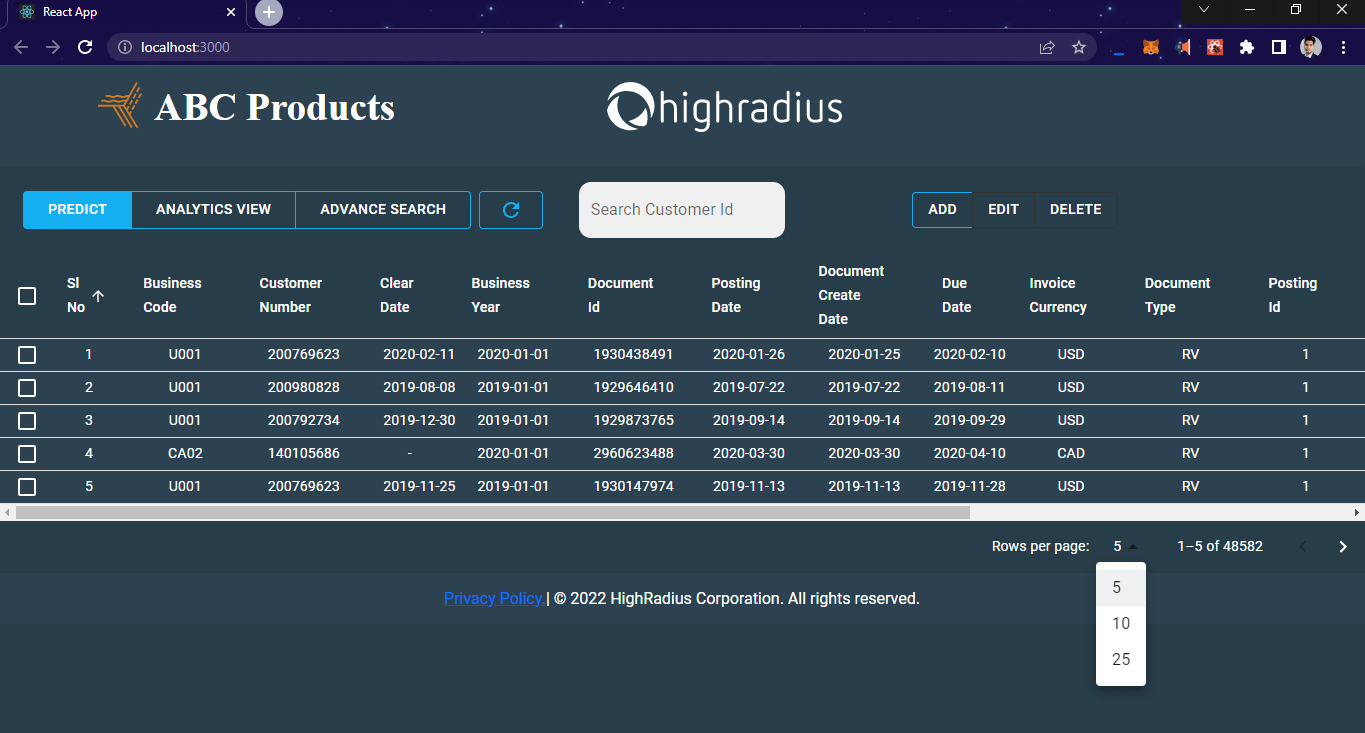 React App
localhost:3000
ABC Products
highradius
PREDICT ANALYTICS VIEW ADVANCE SEARCH Search Customer Id ADD EDIT DELETE
Sl No Business Code Customer Number Clear Date Business Year Document Id Posting Date Document Create Date Due Date Invoice Currency Document Type Posting Id
1 U001 200769623 2020-02-11 2020-01-01 1930438491 2020-01-26 2020-01-25 2020-02-10 USD RV 1
2 U001 200980828 2019-08-08 2019-01-01 1929646410 2019-07-22 2019-07-22 2019-08-11 USD RV 1
3 U001 200792734 2019-12-30 2019-01-01 1929873765 2019-09-14 2019-09-14 2019-09-29 USD RV 1
4 CA02 140105686 - 2020-01-01 2960623488 2020-03-30 2020-03-30 2020-04-10 CAD RV 1
5 U001 200769623 2019-11-25 2019-01-01 1930147974 2019-11-13 2019-11-13 2019-11-28 USD RV 1
Rows per page: 5 1–5 of 48582
5
10
25
Privacy Policy.| © 2022 HighRadius Corporation. All rights reserved.